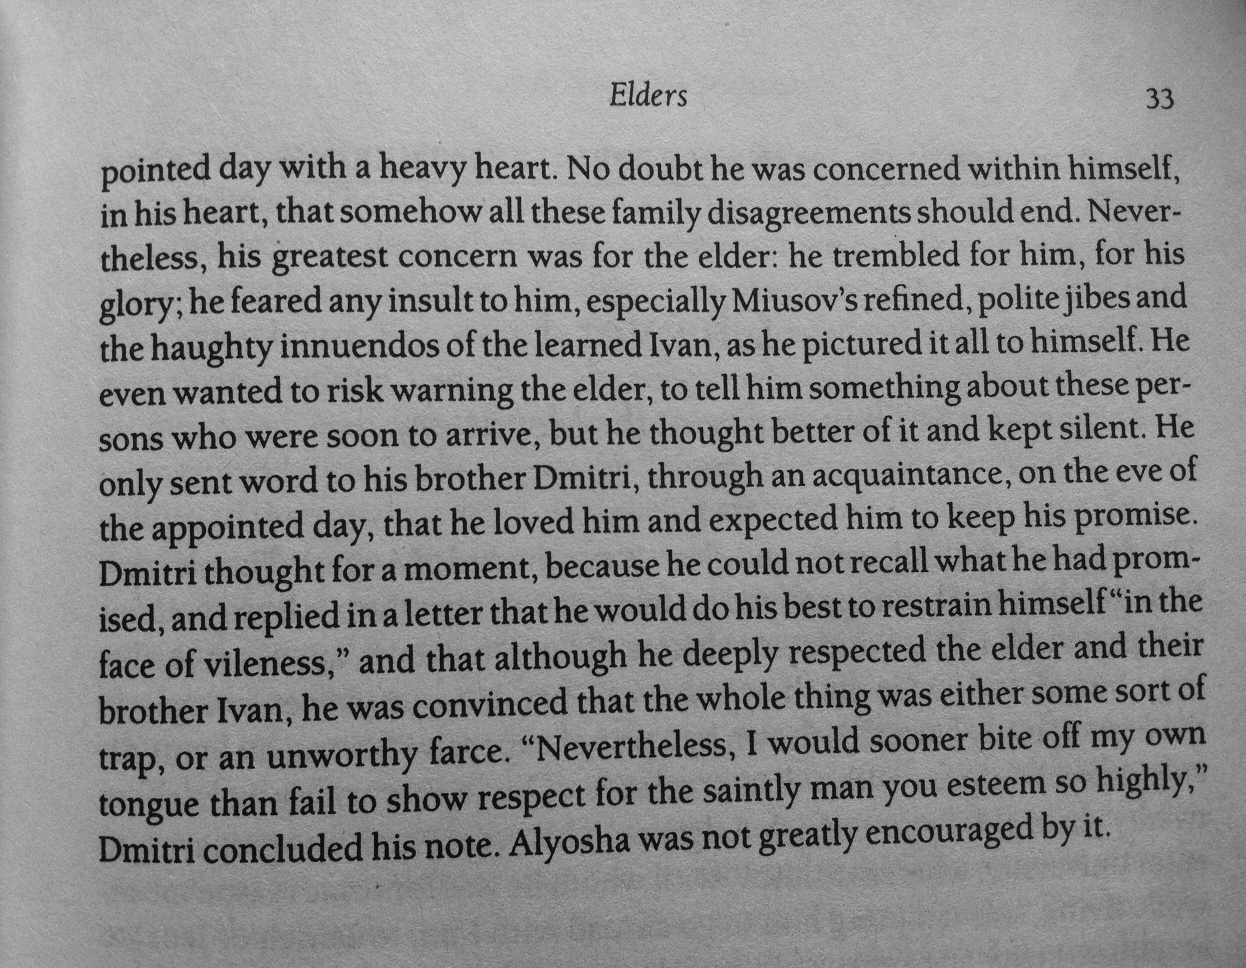 Elders 33
pointed day with a heavy heart. No doubt he was concerned within himself,
in his heart, that somehow all these family disagreements should end. Never-
theless, his greatest concern was for the elder: he trembled for him, for his
glory; he feared any insult to him, especially Miusov's refined, polite jibes and
the haughty innuendos of the learned Ivan, as he pictured it all to himself. He
even wanted to risk warning the elder, to tell him something about these per-
sons who were soon to arrive, but he thought better of it and kept silent. He
only sent word to his brother Dmitri, through an acquaintance, on the eve of
the appointed day, that he loved him and expected him to keep his promise.
Dmitri thought for a moment, because he could not recall what he had prom-
ised, and replied in a letter that he would do his best to restrain himself “in the
face of vileness,” and that although he deeply respected the elder and their
brother Ivan, he was convinced that the whole thing was either some sort of
trap, or an unworthy farce. “Nevertheless, I would sooner bite off my own
tongue than fail to show respect for the saintly man you esteem so highly,”
Dmitri concluded his note. Alyosha was not greatly encouraged by it.